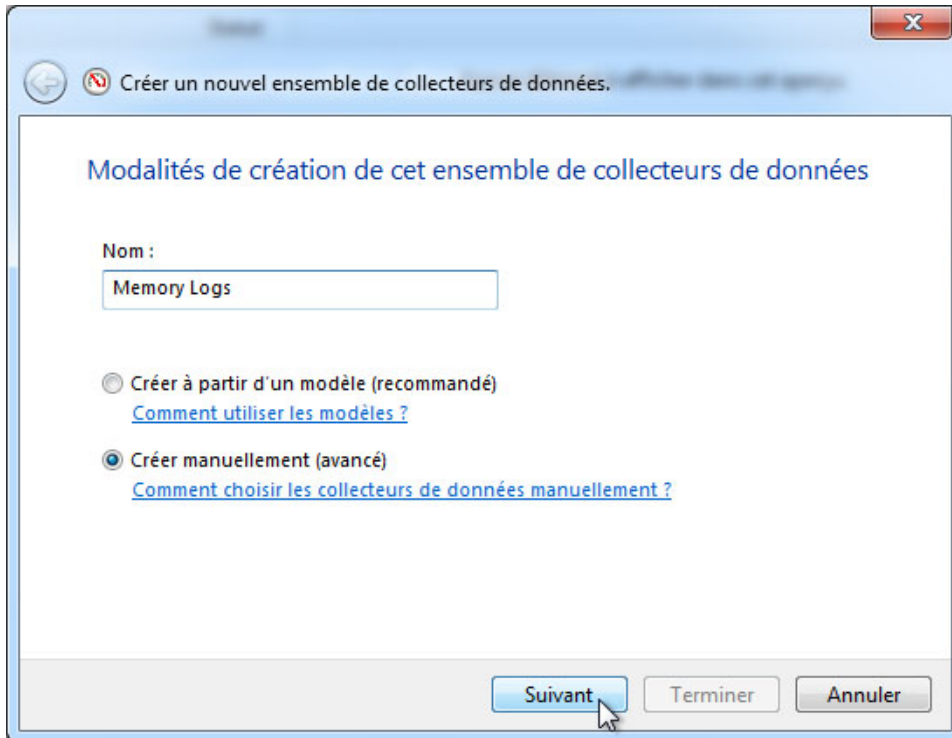 Créer un nouvel ensemble de collecteurs de données.
Modalités de création de cet ensemble de collecteurs de données
Nom :
Memory Logs
Créer à partir d'un modèle (recommandé)
Comment utiliser les modèles ?
Créer manuellement (avancé)
Comment choisir les collecteurs de données manuellement ?
Suivant
Terminer
Annuler